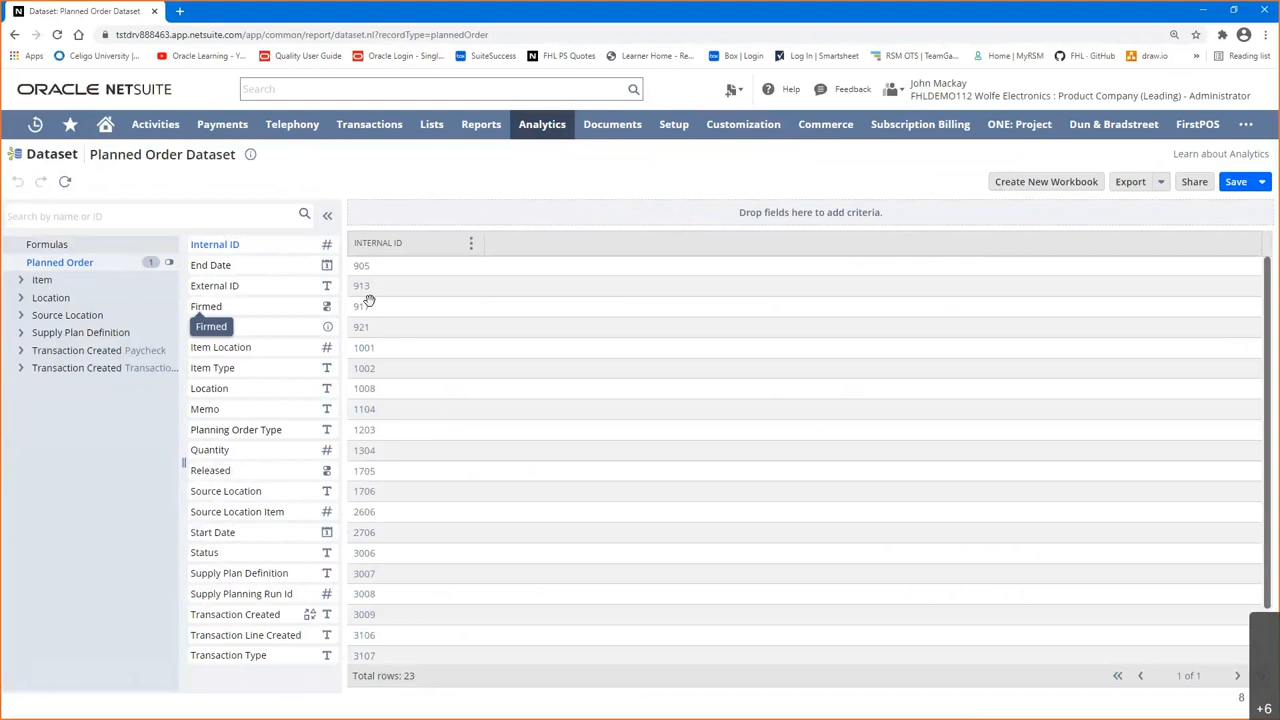 Dataset: Planned Order Dataset
tstdrv888463.app.netsuite.com/app/common/report/dataset.nl?recordType=plannedOrder
Apps
Celigo University |...
Oracle Learning - Y...
Quality User Guide
Oracle Login - Singl...
SuiteSuccess
FHL PS Quotes
Learner Home - R...
Box | Login
Log In | Smartsheet
RSM OTS | TeamGa...
Home | MyRSM
FHL · GitHub
draw.io
»
Reading list
ORACLE NETSUITE
Search
Help
Feedback
John Mackay
FHLDEMO112 Wolfe Electronics : Product Company (Leading) - Administrator
Activities
Payments
Telephony
Transactions
Lists
Reports
Analytics
Documents
Setup
Customization
Commerce
Subscription Billing
ONE: Project
Dun & Bradstreet
FirstPOS
Dataset
Planned Order Dataset
Learn about Analytics
Create New Workbook
Export
Share
Save
Search by name or ID
Drop fields here to add criteria.
Formulas
Planned Order 1
Item
Location
Source Location
Supply Plan Definition
Transaction Created Paycheck
Transaction Created Transactio...
Internal ID
End Date
External ID
Firmed
Firmed
Item Location
Item Type
Location
Memo
Planning Order Type
Quantity
Released
Source Location
Source Location Item
Start Date
Status
Supply Plan Definition
Supply Planning Run Id
Transaction Created
Transaction Line Created
Transaction Type
INTERNAL ID
905
913
921
1001
1002
1008
1104
1203
1304
1705
1706
2606
2706
3006
3007
3008
3009
3106
3107
Total rows: 23
1 of 1
8
+6